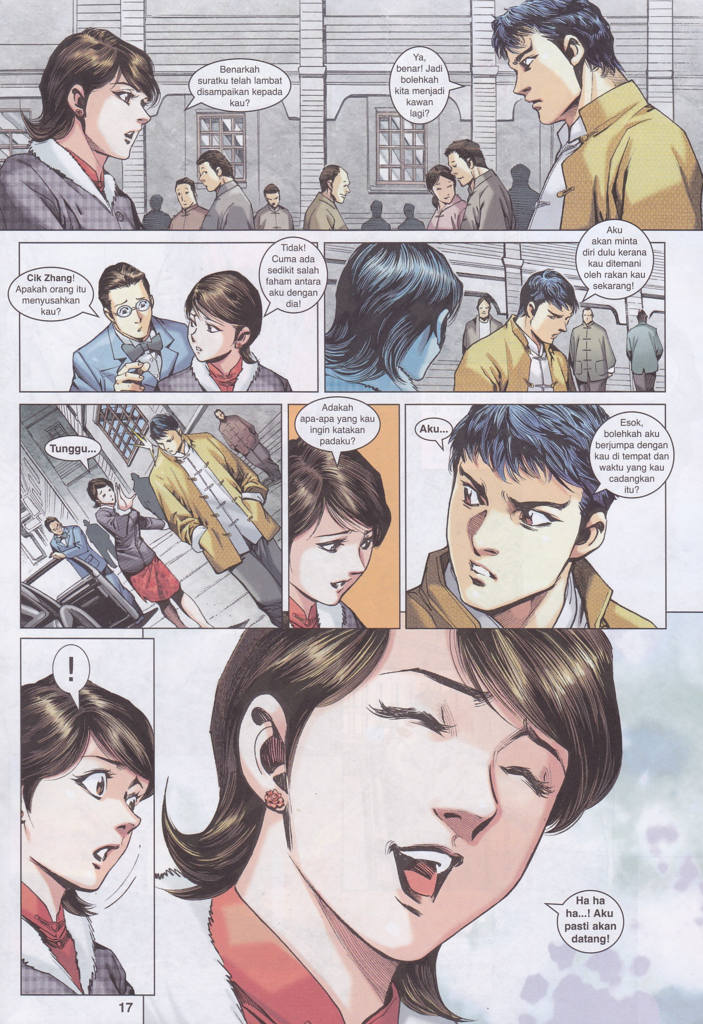 Benarkah
suratku telah lambat
disampaikan kepada
kau?
Ya,
benar! Jadi
bolehkah
kita menjadi
kawan
lagi?
Cik Zhang!
Apakah orang itu
menyusahkan
kau?
Tidak!
Cuma ada
sedikit salah
faham antara
aku dengan
dia!
Aku
akan minta
diri dulu kerana
kau ditemani
oleh rakan kau
sekarang!
Tunggu...
Adakah
apa-apa yang kau
ingin katakan
padaku?
Aku...
Esok,
bolehkah aku
berjumpa dengan
kau di tempat dan
waktu yang kau
cadangkan
itu?
!
Ha ha
ha...! Aku
pasti akan
datang!
17